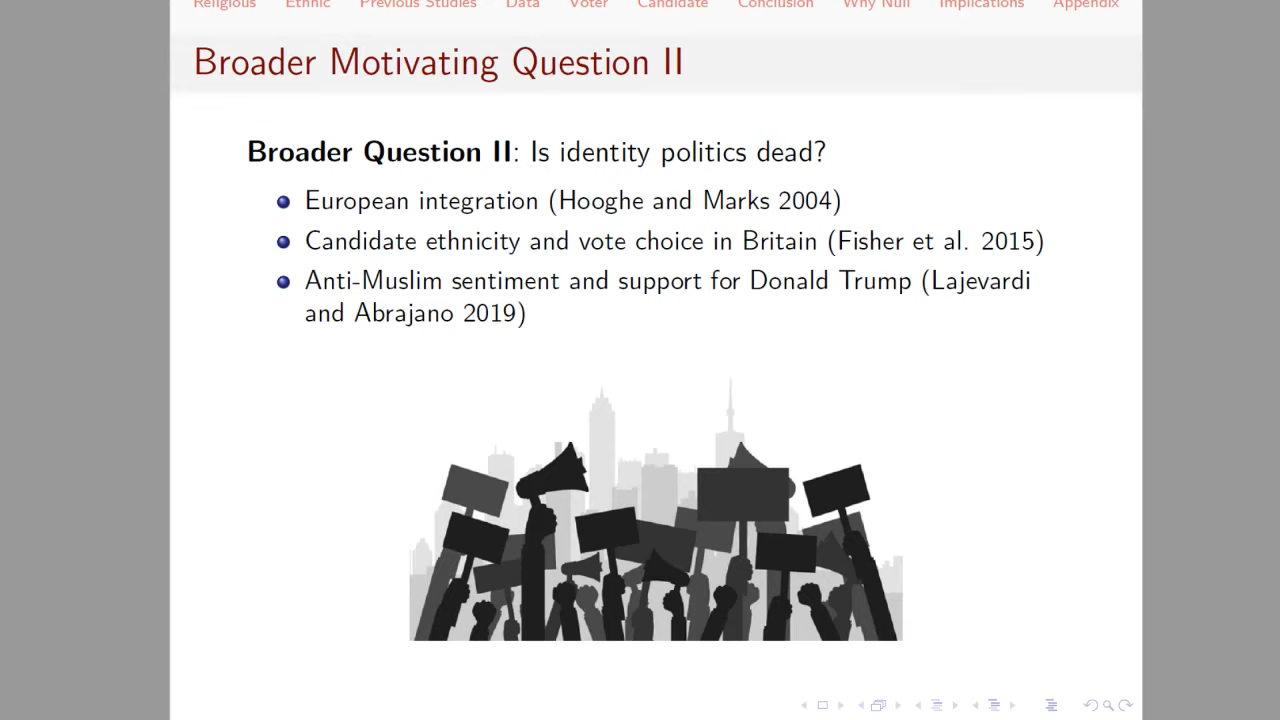 Religious Ethnic Previous Studies Data Voter Candidate Conclusion Why Null Implications Appendix
Broader Motivating Question II
Broader Question II: Is identity politics dead?
European integration (Hooghe and Marks 2004)
Candidate ethnicity and vote choice in Britain (Fisher et al. 2015)
Anti-Muslim sentiment and support for Donald Trump (Lajevardi
and Abrajano 2019)